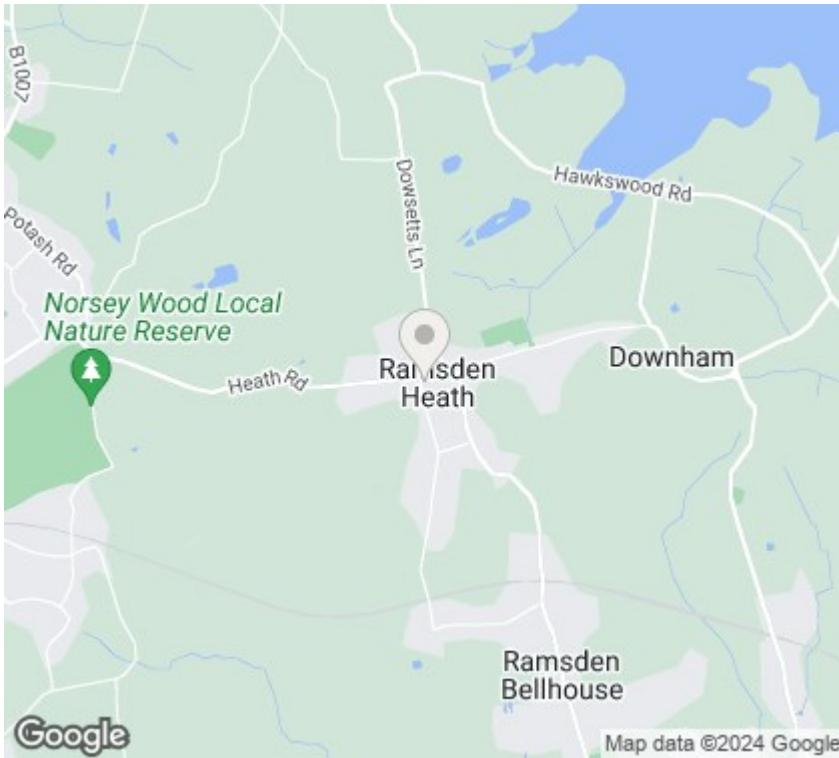 B1007
Dowsetts Ln
Hawkswood Rd
Potash Rd
Norsey Wood Local
Nature Reserve
Heath Rd
Ramsden
Heath
Downham
Ramsden
Bellhouse
Google
Map data ©2024 Google